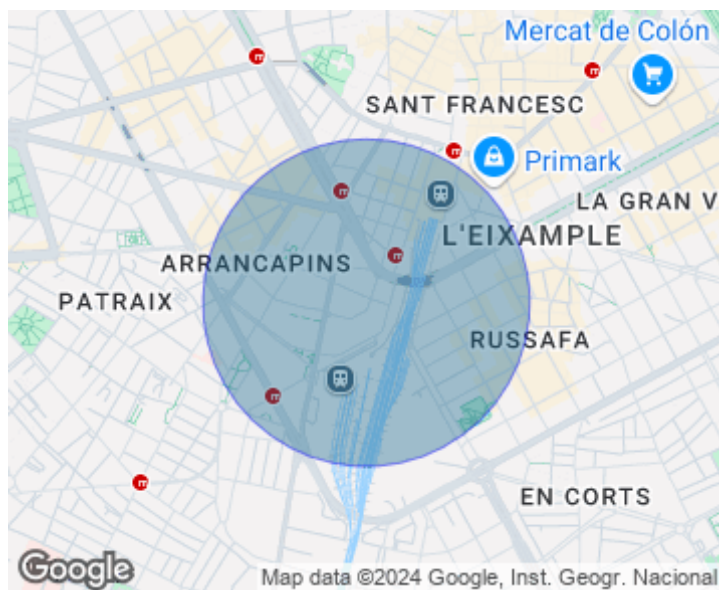 Mercat de Colón
SANT FRANCESC
Primark
LA GRAN V
L'EIXAMPLE
ARRANCAPINS
PATRAIX
RUSSAFA
EN CORTS
Google
Map data ©2024 Google, Inst. Geogr. Nacional